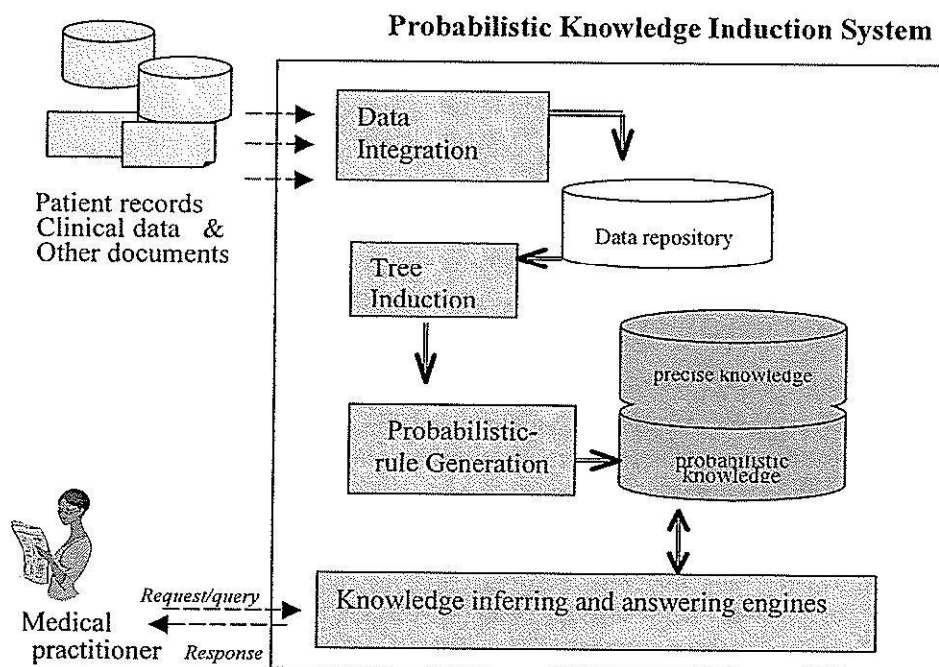 Probabilistic Knowledge Induction System
Data
Integration
Patient records
Clinical data &
Other documents
Data repository
Tree
Induction
precise knowledge
Probabilistic-
rule Generation
probabilistic
knowledge
Request/query
Knowledge inferring and answering engines
Medical
practitioner
Response